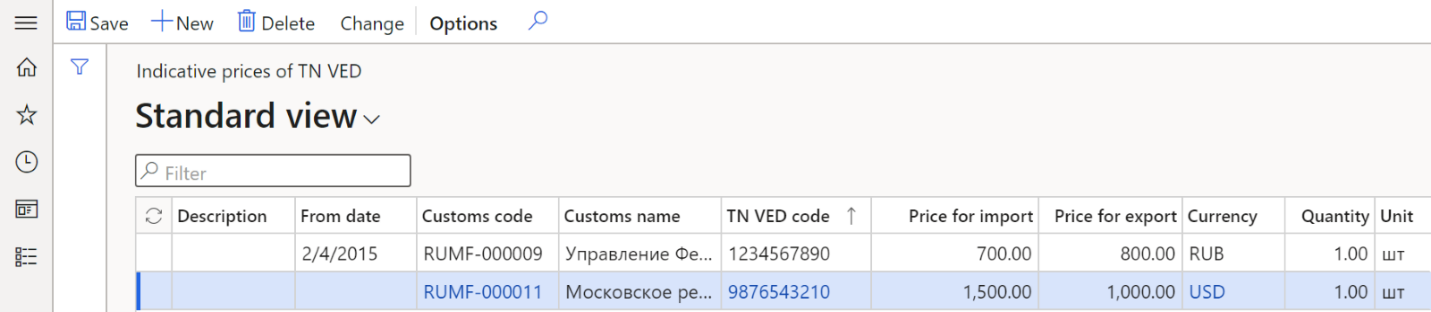 Save New Delete Change Options
Indicative prices of TN VED
Standard view
Filter
Description From date Customs code Customs name TN VED code ↑ Price for import Price for export Currency Quantity Unit
2/4/2015 RUMF-000009 Управление Фе... 1234567890 700.00 800.00 RUB 1.00 шт
RUMF-000011 Московское ре... 9876543210 1,500.00 1,000.00 USD 1.00 шт